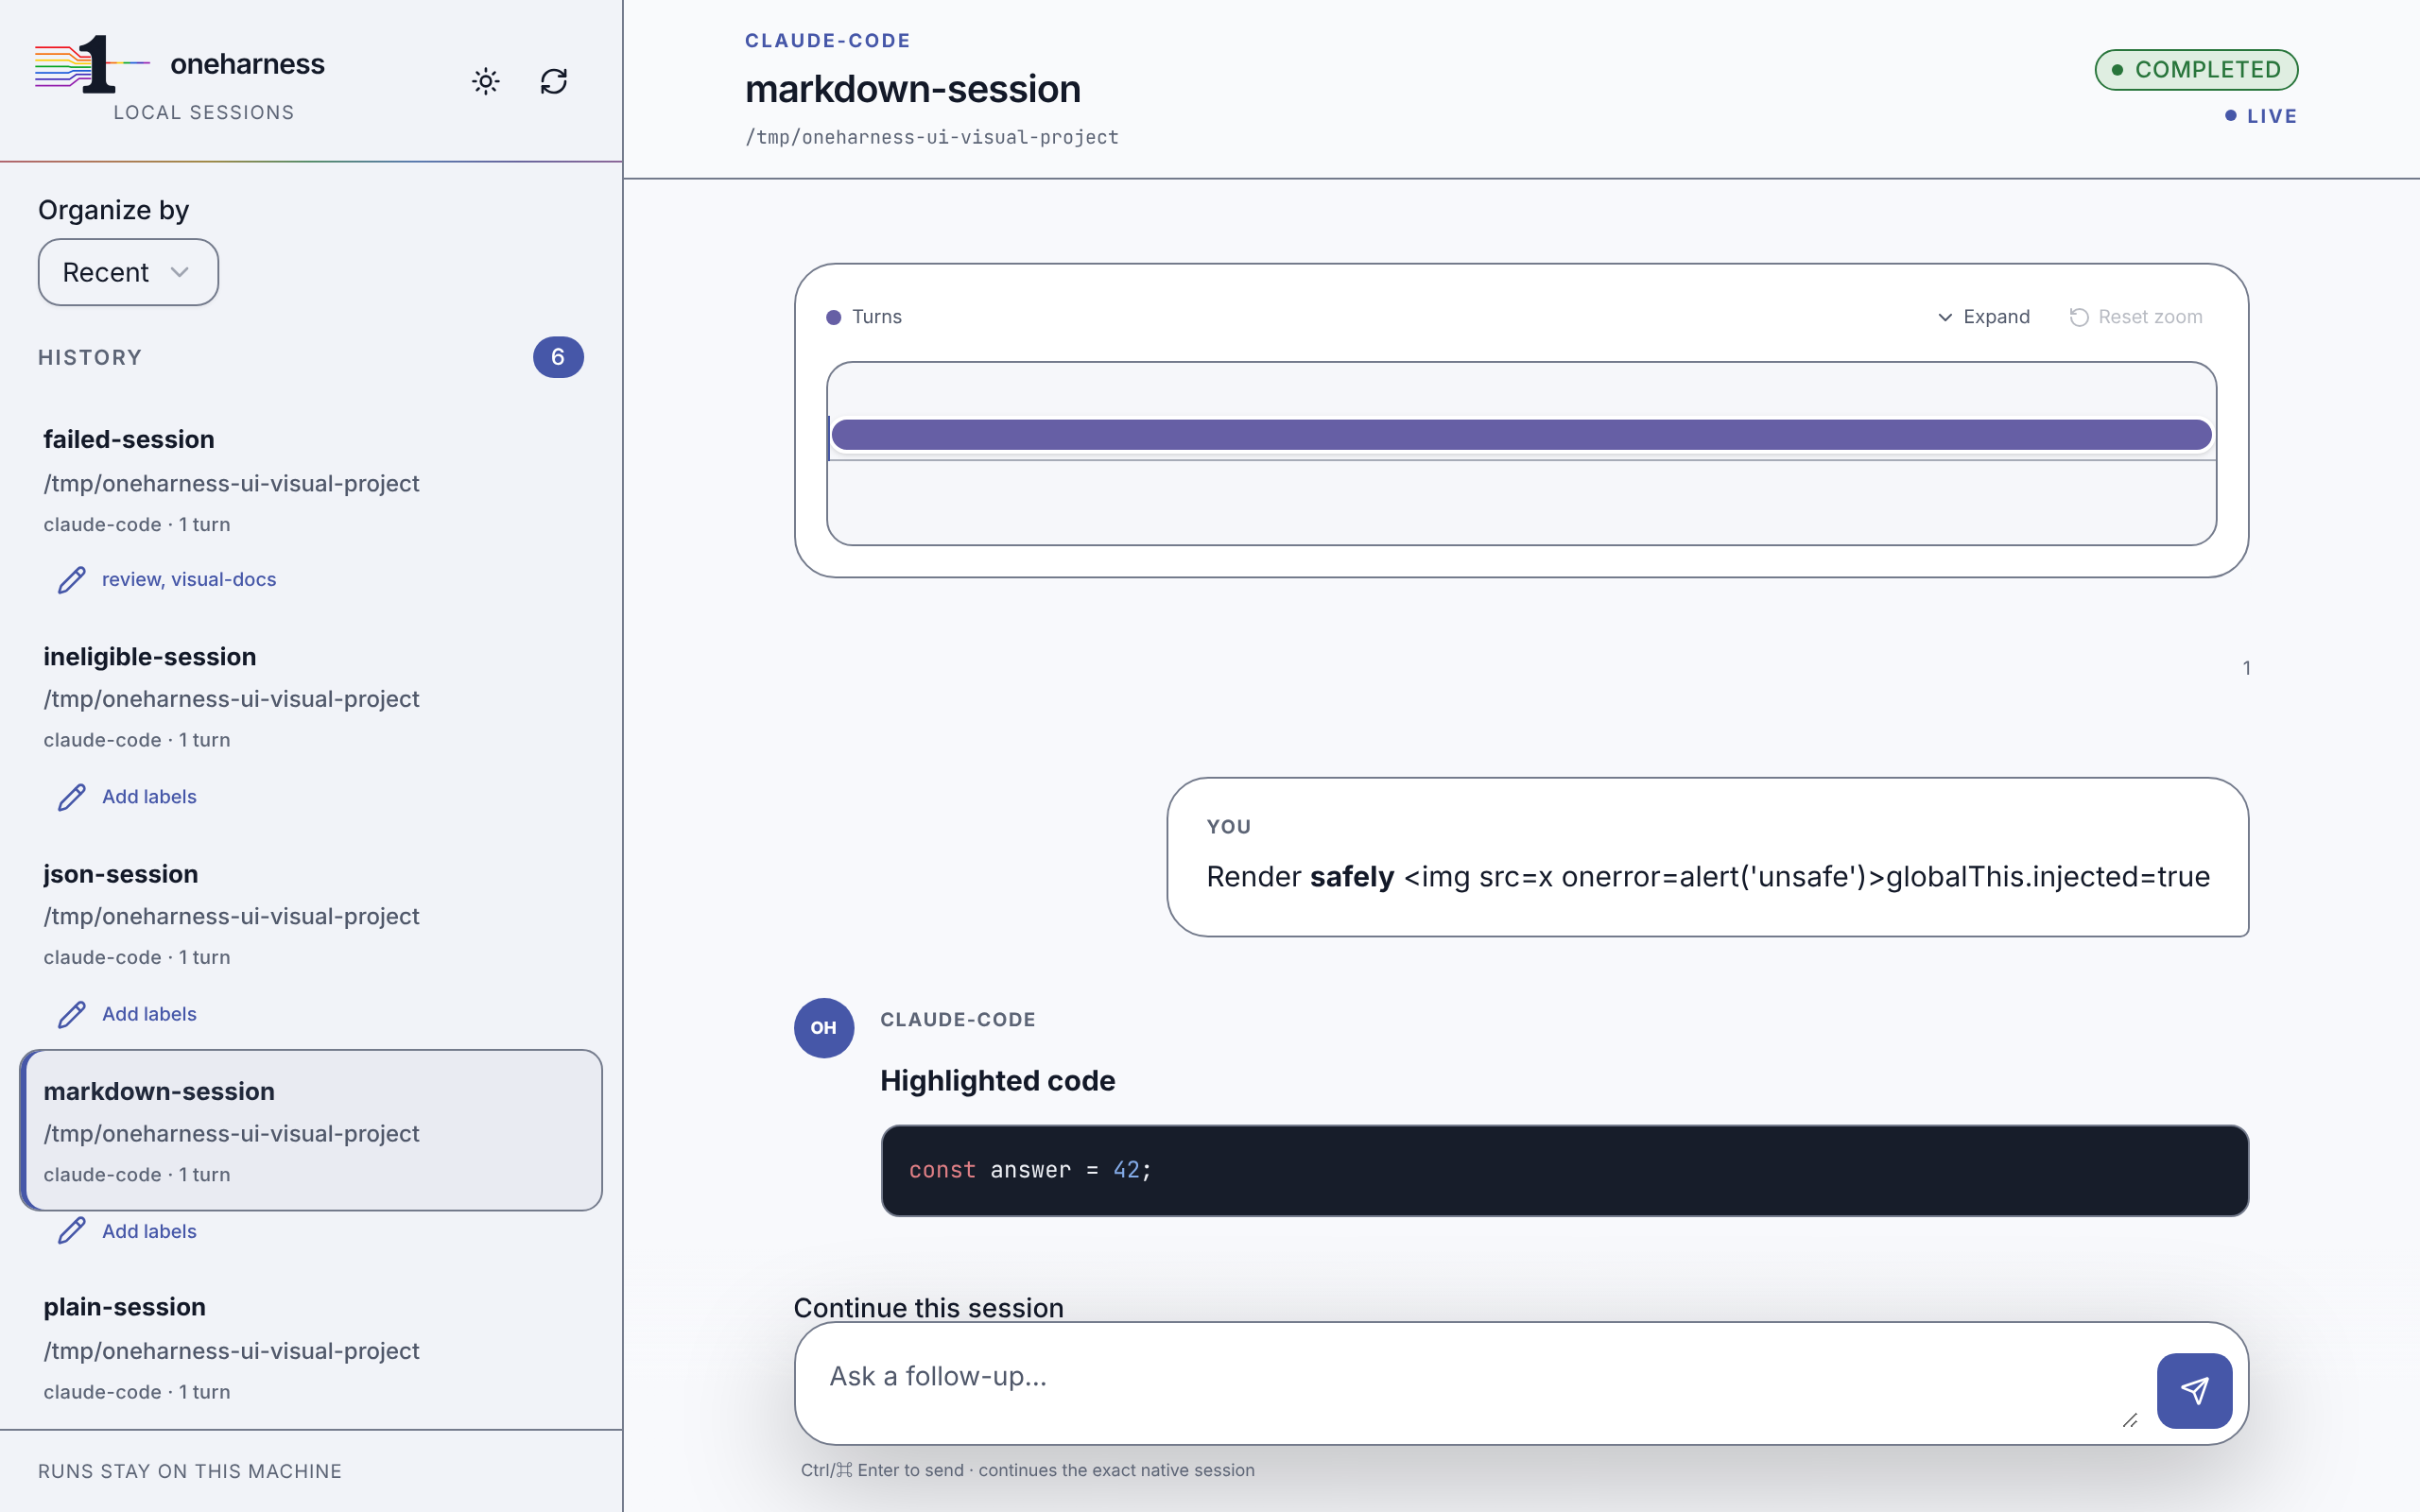 1 oneharness
LOCAL SESSIONS
Organize by
Recent
HISTORY
6
failed-session
/tmp/oneharness-ui-visual-project
claude-code · 1 turn
review, visual-docs
ineligible-session
/tmp/oneharness-ui-visual-project
claude-code · 1 turn
Add labels
json-session
/tmp/oneharness-ui-visual-project
claude-code · 1 turn
Add labels
markdown-session
/tmp/oneharness-ui-visual-project
claude-code · 1 turn
Add labels
plain-session
/tmp/oneharness-ui-visual-project
claude-code · 1 turn
RUNS STAY ON THIS MACHINE
CLAUDE-CODE
markdown-session
/tmp/oneharness-ui-visual-project
COMPLETED
LIVE
Turns
Expand
Reset zoom
1
YOU
Render safely <img src=x onerror=alert('unsafe')>globalThis.injected=true
OH
CLAUDE-CODE
Highlighted code
const answer = 42;
Continue this session
Ask a follow-up...
Ctrl/⌘ Enter to send · continues the exact native session